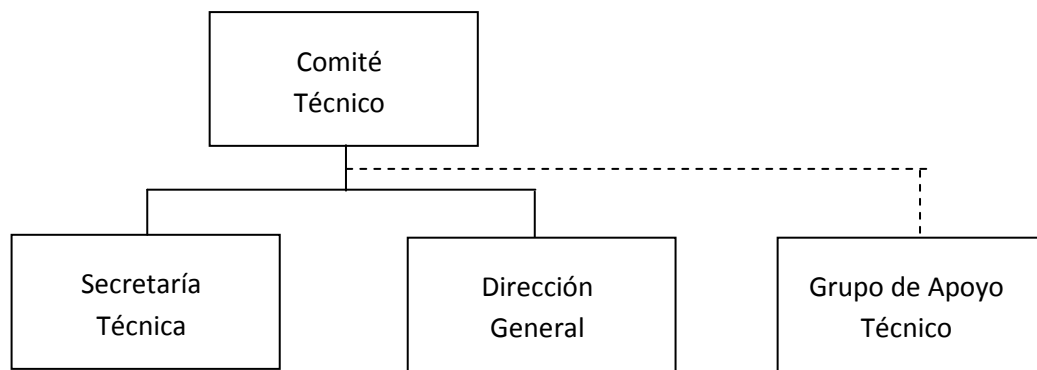 Comité
Técnico
Secretaría
Técnica
Dirección
General
Grupo de Apoyo
Técnico